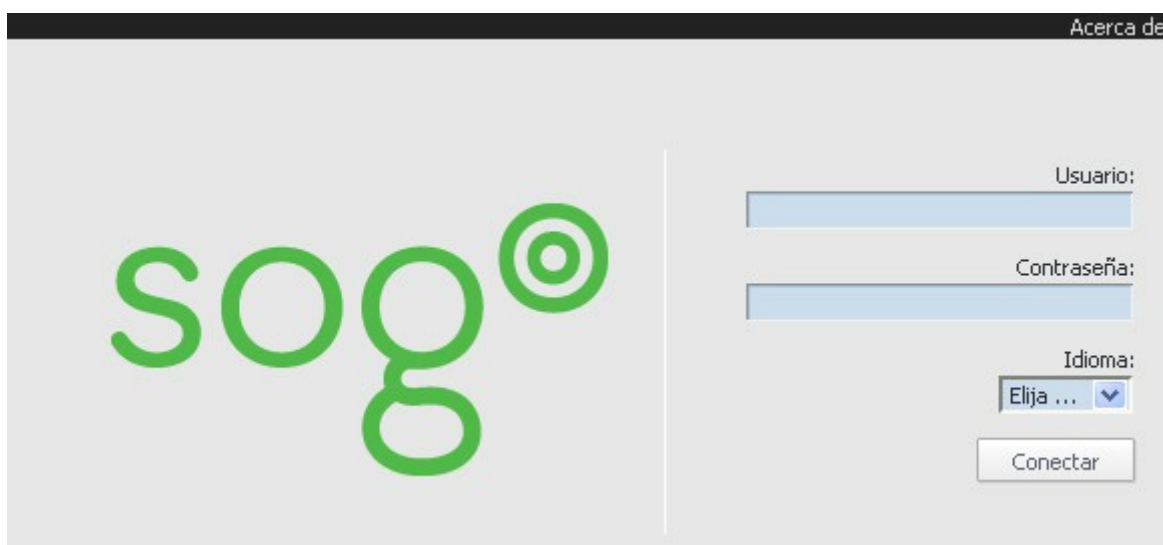 Acerca de
sogo
Usuario:
Contraseña:
Idioma:
Elija ...
Conectar